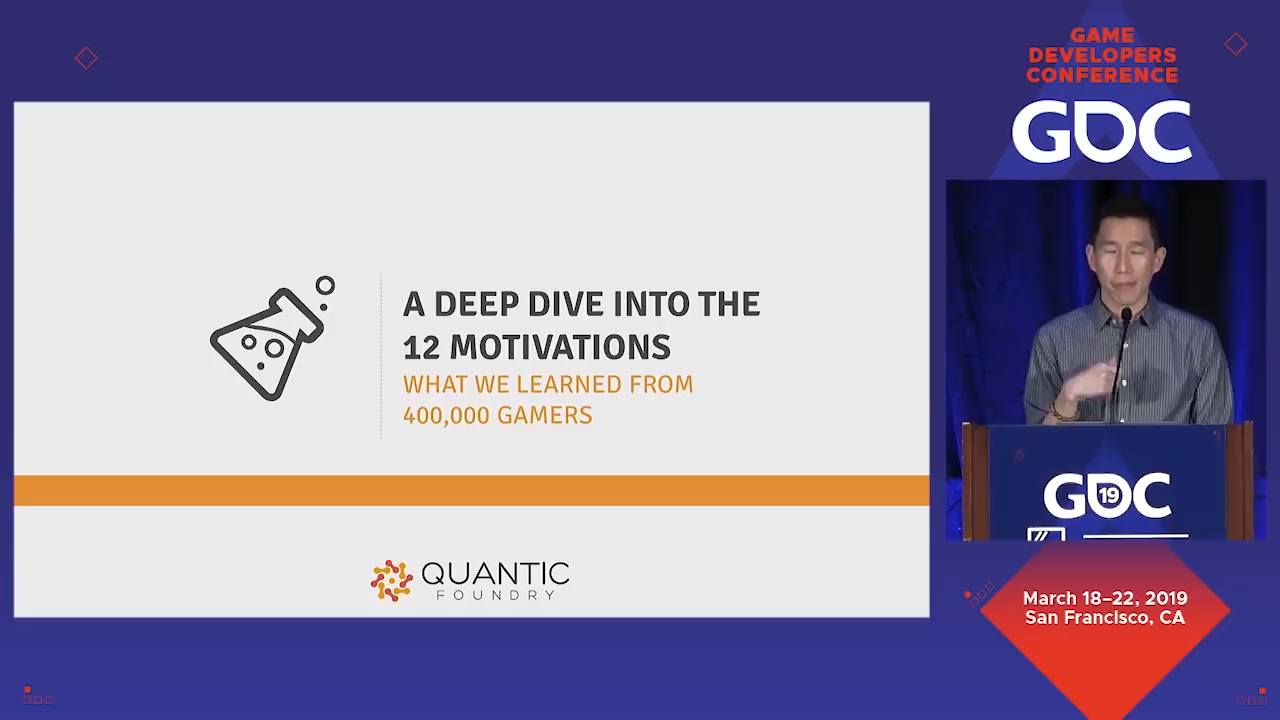 GAME
DEVELOPERS
CONFERENCE
GDC
A DEEP DIVE INTO THE
12 MOTIVATIONS
WHAT WE LEARNED FROM
400,000 GAMERS
QUANTIC
FOUNDRY
GDC
19
March 18–22, 2019
San Francisco, CA